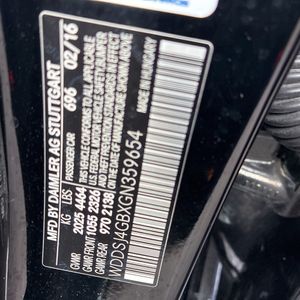 MFD BY DAIMLER AG STUTTGART
PASSENGER CAR 696 02/16
KG LBS
GVWR 2025 4464
GAWR FRONT 1055 2326
GAWR REAR 970 2138
THIS VEHICLE CONFORMS TO ALL APPLICABLE
FEDERAL MOTOR VEHICLE SAFETY, BUMPER
AND THEFT PREVENTION STANDARDS IN EFFECT
ON THE DATE OF MANUFACTURE SHOWN ABOVE
WDDSJ4GBXGN359654
MADE IN HUNGARY